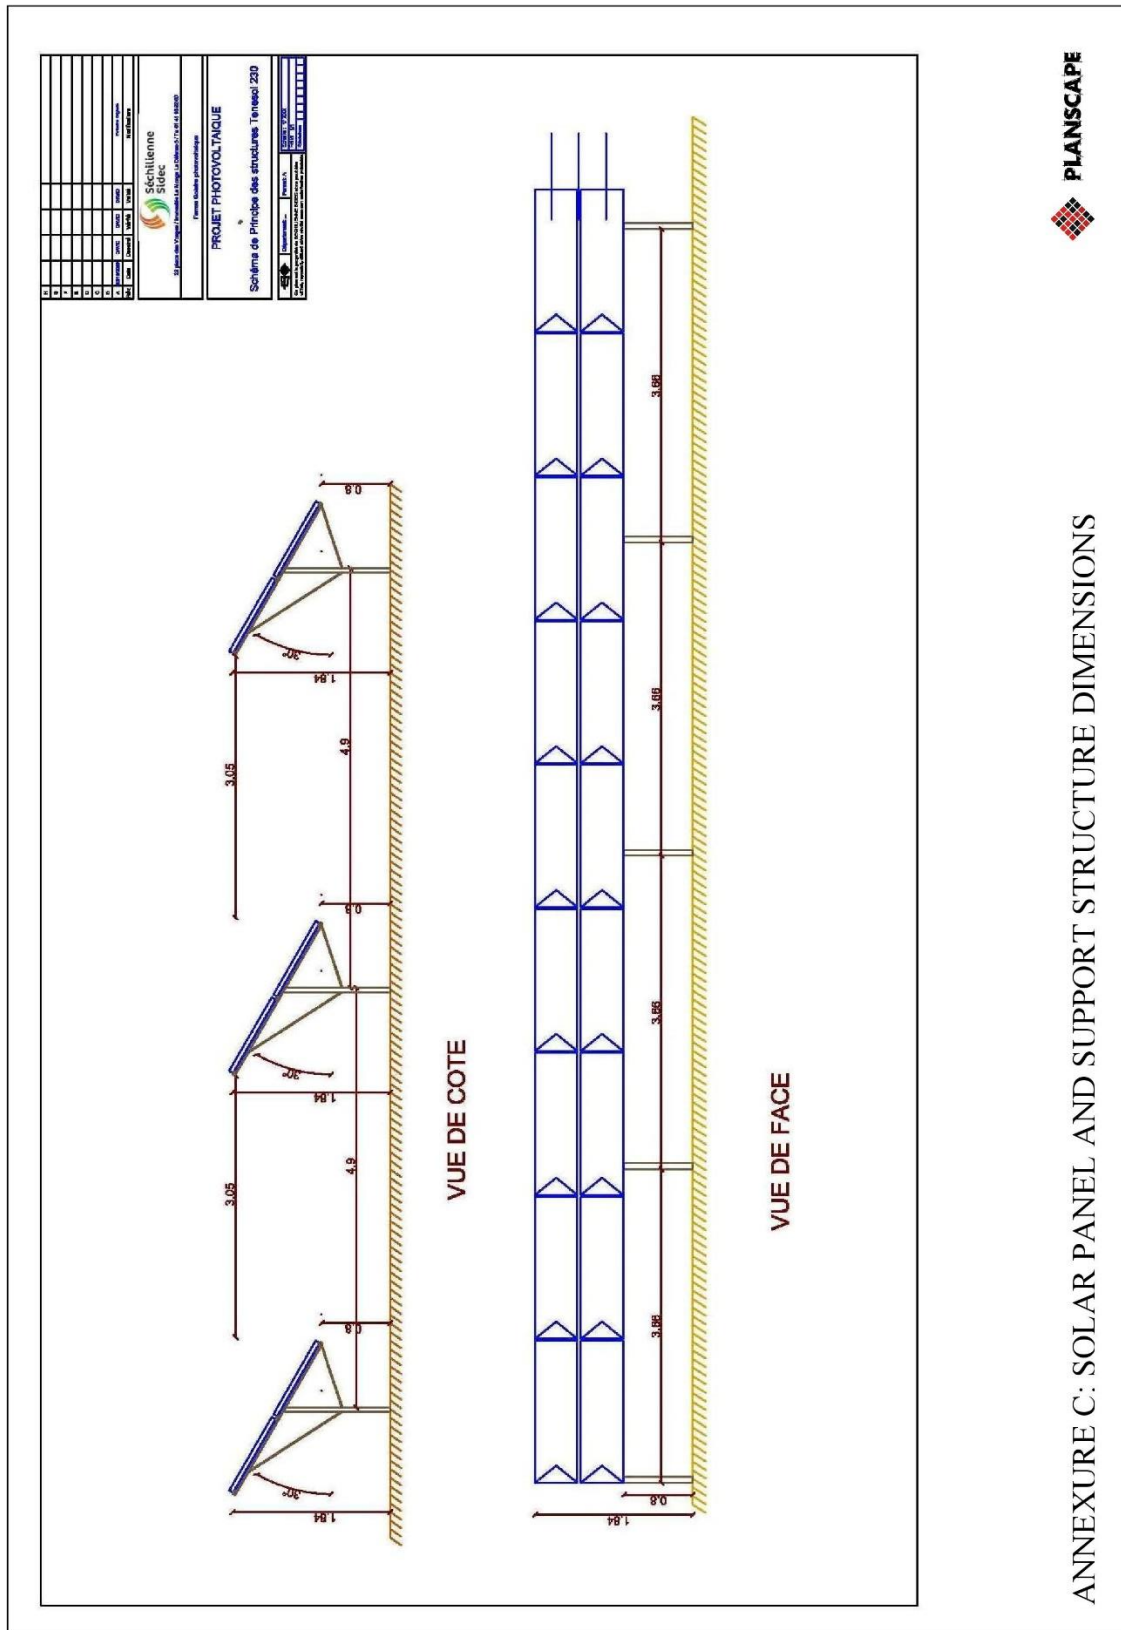 Séchilienne
Sidec
PROJET PHOTOVOLTAIQUE
Schéma de Principe des structures Tenesol 230
3.05
3.05
1.84
30°
0.8
4.9
1.84
30°
0.8
4.9
1.84
30°
0.8
VUE DE COTE
1.84
0.8
3.66
3.66
3.66
3.66
VUE DE FACE
ANNEXURE C: SOLAR PANEL AND SUPPORT STRUCTURE DIMENSIONS
PLANSCAPE